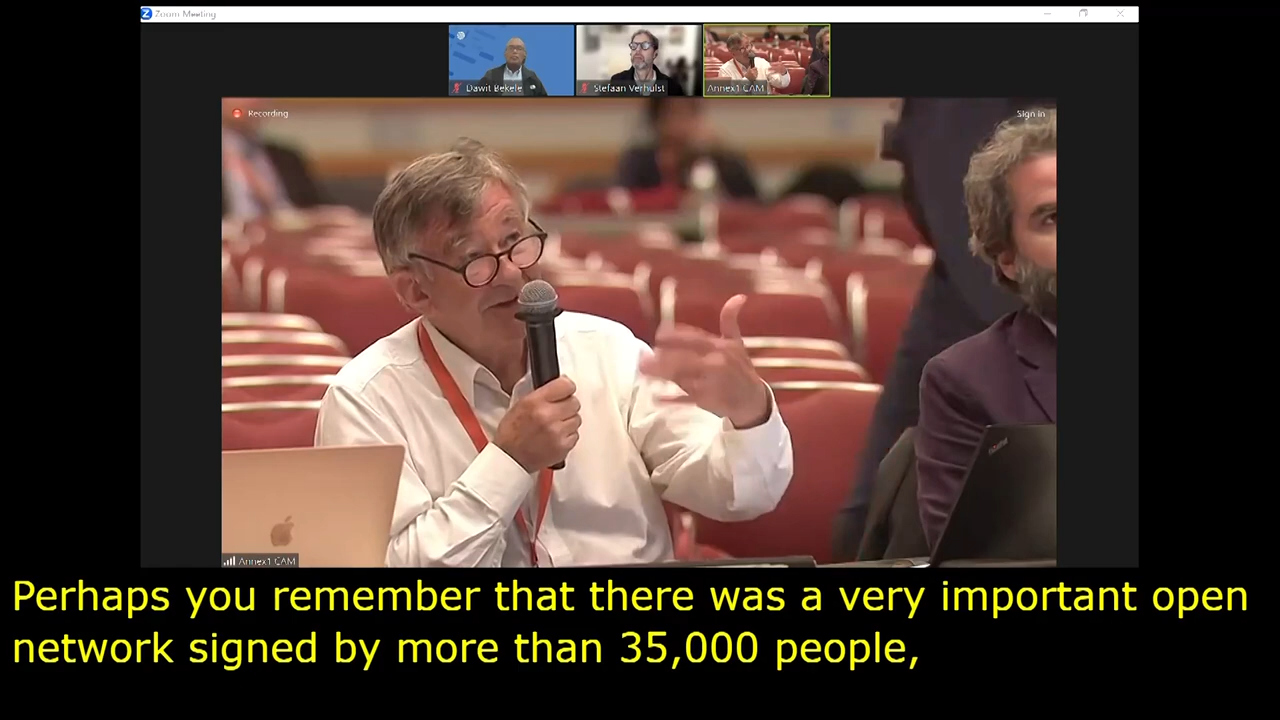 Zoom Meeting
Dawit Bekele
Stefaan Verhulst
Annex1 CAM
Recording
Sign in
Annex1 CAM
Perhaps you remember that there was a very important open
network signed by more than 35,000 people,